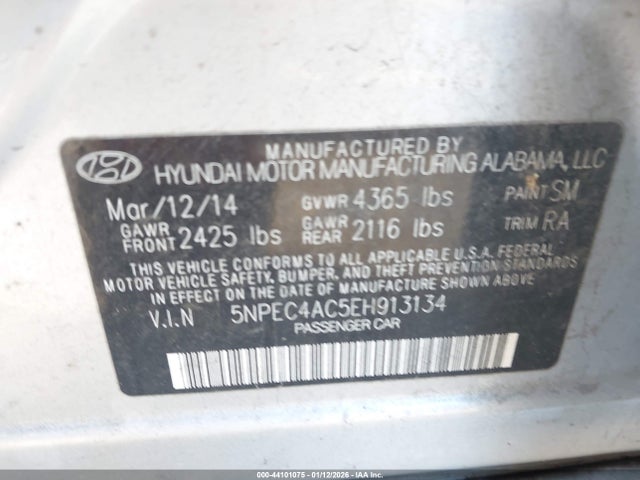 MANUFACTURED BY
HYUNDAI MOTOR MANUFACTURING ALABAMA, LLC
Mar/12/14 GVWR 4365 lbs PAINT SM
GAWR FRONT 2425 lbs GAWR REAR 2116 lbs TRIM RA
THIS VEHICLE CONFORMS TO ALL APPLICABLE U.S.A. FEDERAL
MOTOR VEHICLE SAFETY, BUMPER, AND THEFT PREVENTION STANDARDS
IN EFFECT ON THE DATE OF MANUFACTURE SHOWN ABOVE.
V.I.N 5NPEC4AC5EH913134
PASSENGER CAR
000-44101075 - 01/12/2026 - IAAI.COM